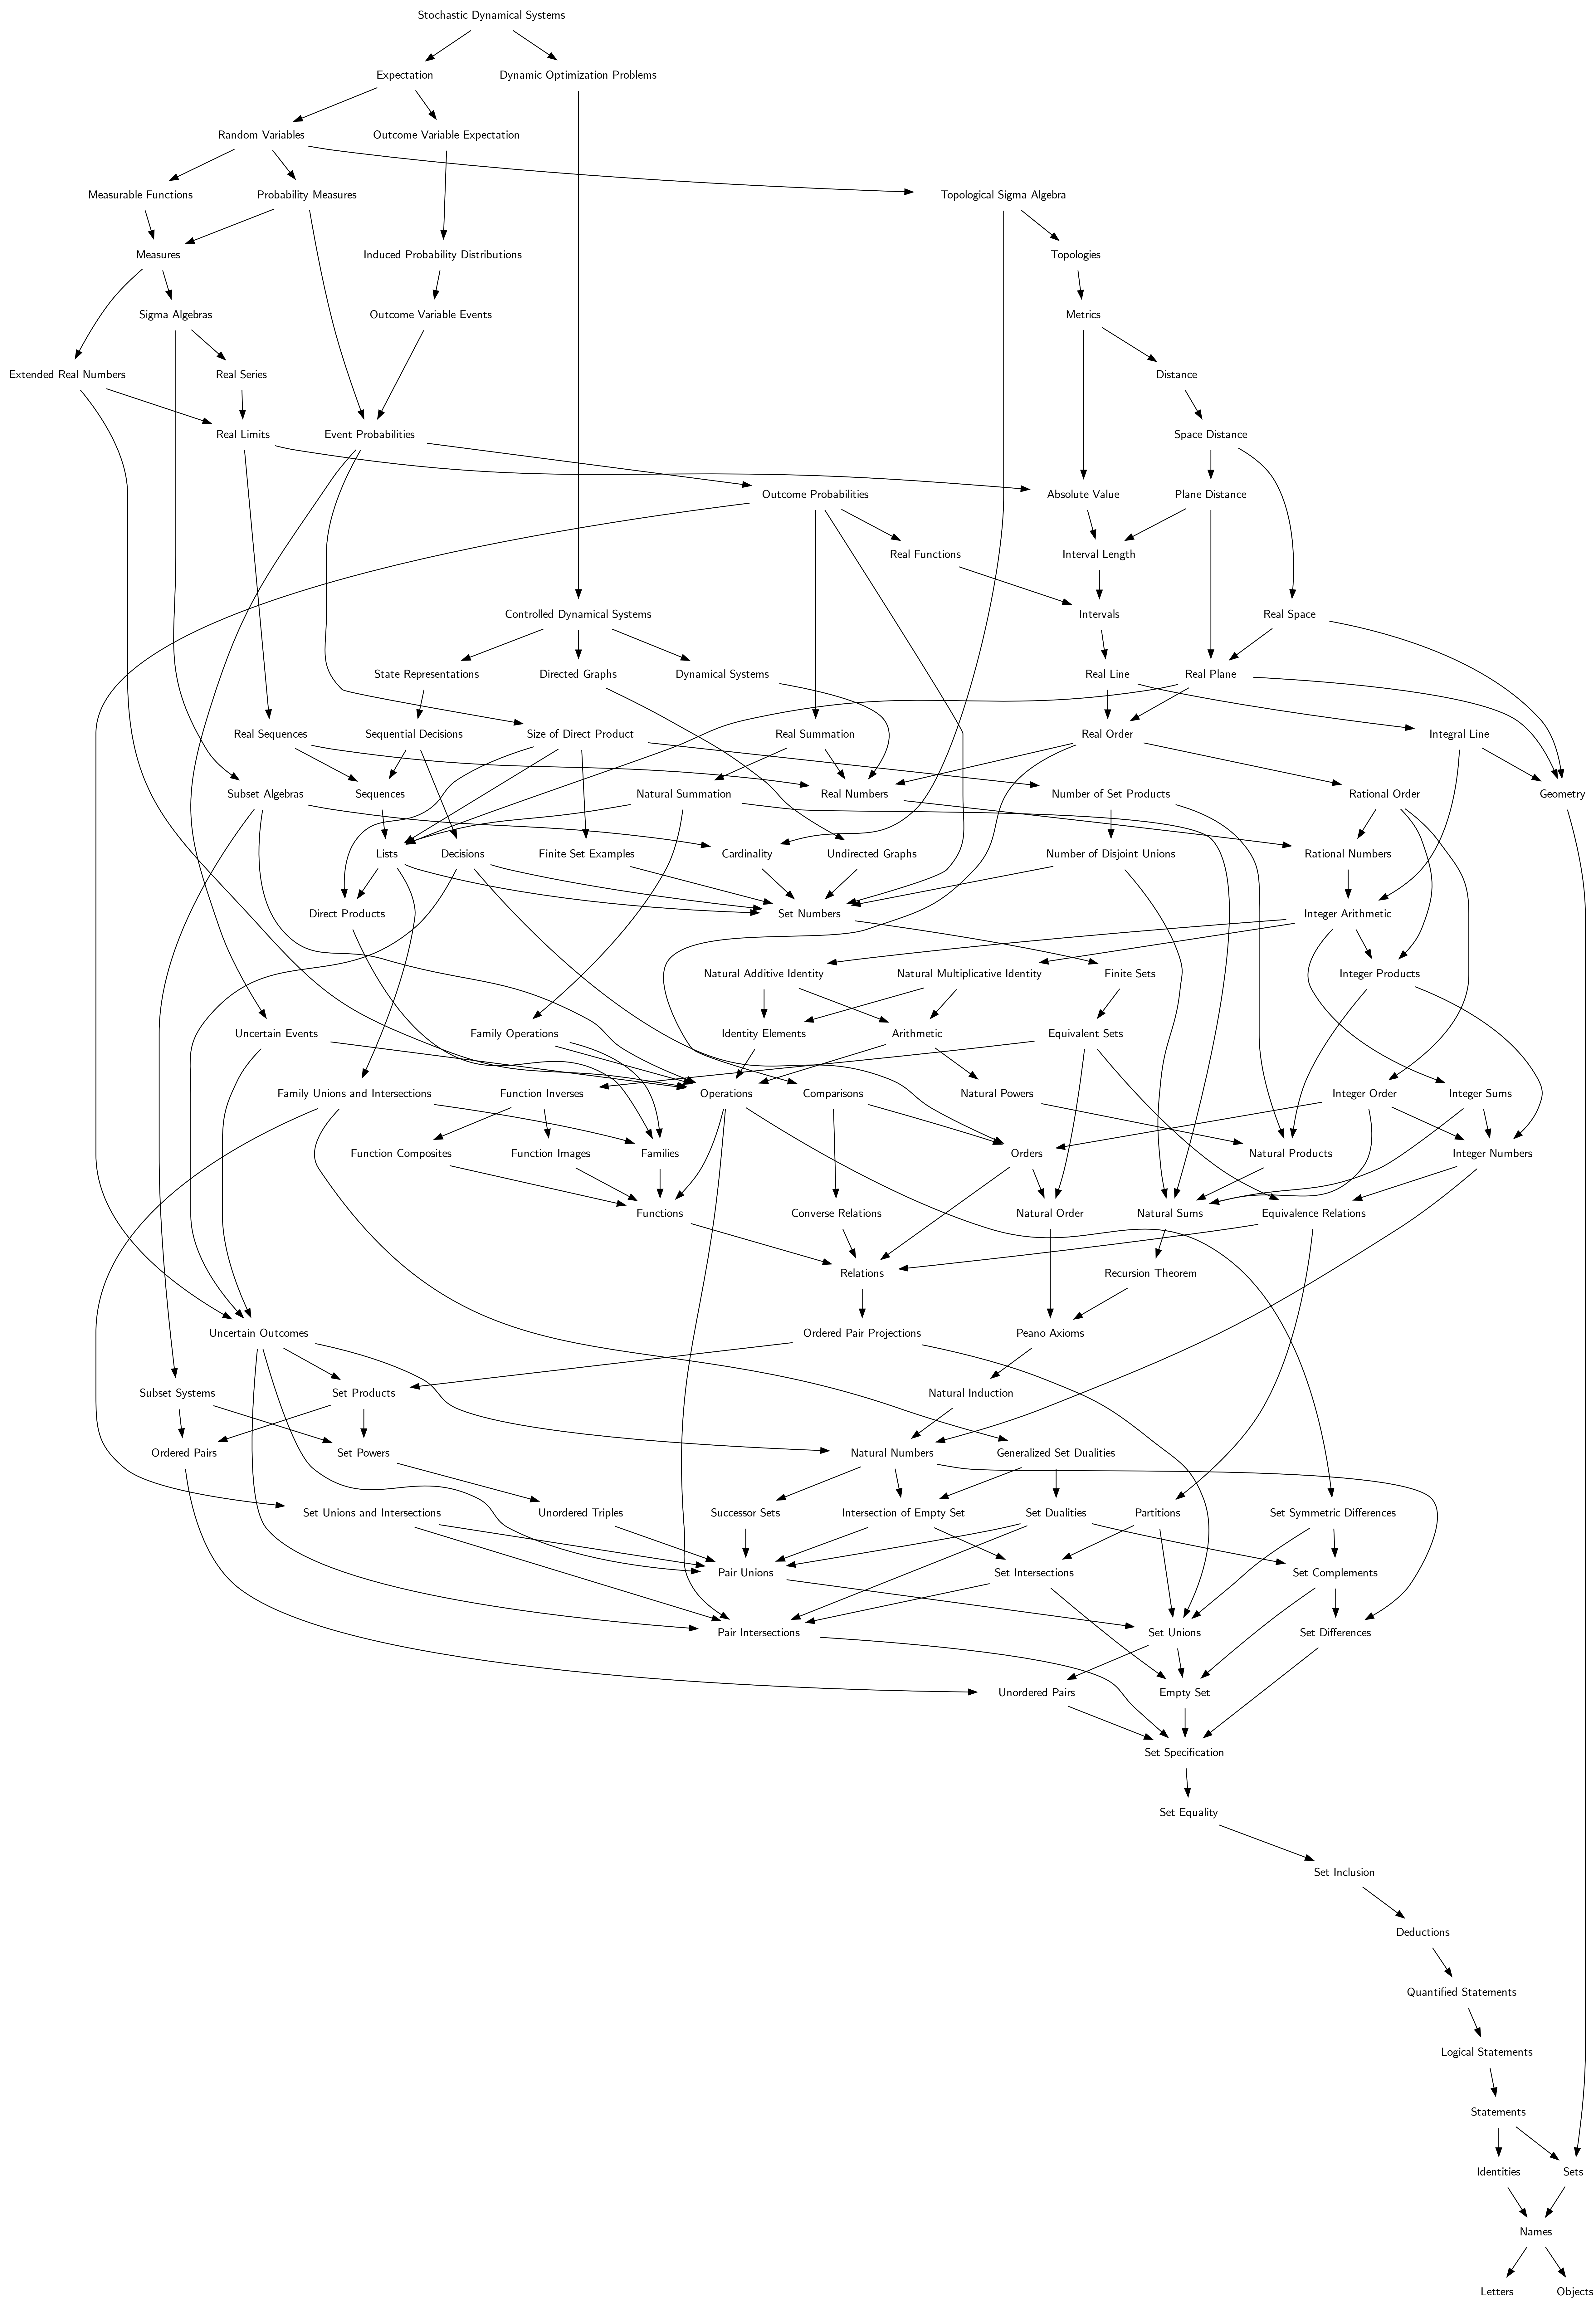 Stochastic Dynamical Systems
Expectation
Dynamic Optimization Problems
Random Variables
Outcome Variable Expectation
Measurable Functions
Probability Measures
Topological Sigma Algebra
Measures
Induced Probability Distributions
Topologies
Sigma Algebras
Outcome Variable Events
Metrics
Extended Real Numbers
Real Series
Distance
Real Limits
Event Probabilities
Space Distance
Outcome Probabilities
Absolute Value
Plane Distance
Real Functions
Interval Length
Controlled Dynamical Systems
Intervals
Real Space
State Representations
Directed Graphs
Dynamical Systems
Real Line
Real Plane
Real Sequences
Sequential Decisions
Size of Direct Product
Real Summation
Real Order
Integral Line
Subset Algebras
Sequences
Natural Summation
Real Numbers
Number of Set Products
Rational Order
Geometry
Lists
Decisions
Finite Set Examples
Cardinality
Undirected Graphs
Number of Disjoint Unions
Rational Numbers
Direct Products
Set Numbers
Integer Arithmetic
Natural Additive Identity
Natural Multiplicative Identity
Finite Sets
Integer Products
Uncertain Events
Family Operations
Identity Elements
Arithmetic
Equivalent Sets
Family Unions and Intersections
Function Inverses
Operations
Comparisons
Natural Powers
Integer Order
Integer Sums
Function Composites
Function Images
Families
Orders
Natural Products
Integer Numbers
Functions
Converse Relations
Natural Order
Natural Sums
Equivalence Relations
Relations
Recursion Theorem
Uncertain Outcomes
Ordered Pair Projections
Peano Axioms
Subset Systems
Set Products
Natural Induction
Ordered Pairs
Set Powers
Natural Numbers
Generalized Set Dualities
Set Unions and Intersections
Unordered Triples
Successor Sets
Intersection of Empty Set
Set Dualities
Partitions
Set Symmetric Differences
Pair Unions
Set Intersections
Set Complements
Pair Intersections
Set Unions
Set Differences
Unordered Pairs
Empty Set
Set Specification
Set Equality
Set Inclusion
Deductions
Quantified Statements
Logical Statements
Statements
Identities
Sets
Names
Letters
Objects